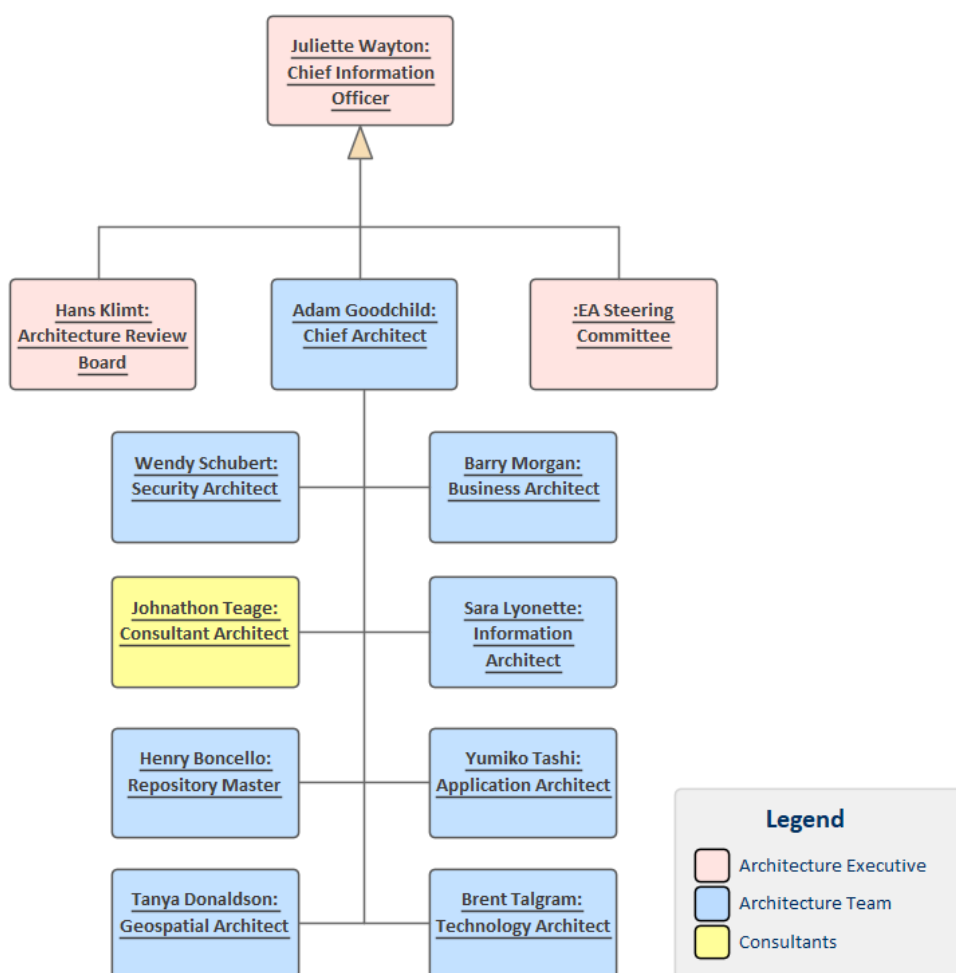 Juliette Wayton:
Chief Information
Officer
Hans Klimt:
Architecture Review
Board
Adam Goodchild:
Chief Architect
:EA Steering
Committee
Wendy Schubert:
Security Architect
Barry Morgan:
Business Architect
Johnathon Teage:
Consultant Architect
Sara Lyonette:
Information
Architect
Henry Boncello:
Repository Master
Yumiko Tashi:
Application Architect
Tanya Donaldson:
Geospatial Architect
Brent Talgram:
Technology Architect
Legend
Architecture Executive
Architecture Team
Consultants